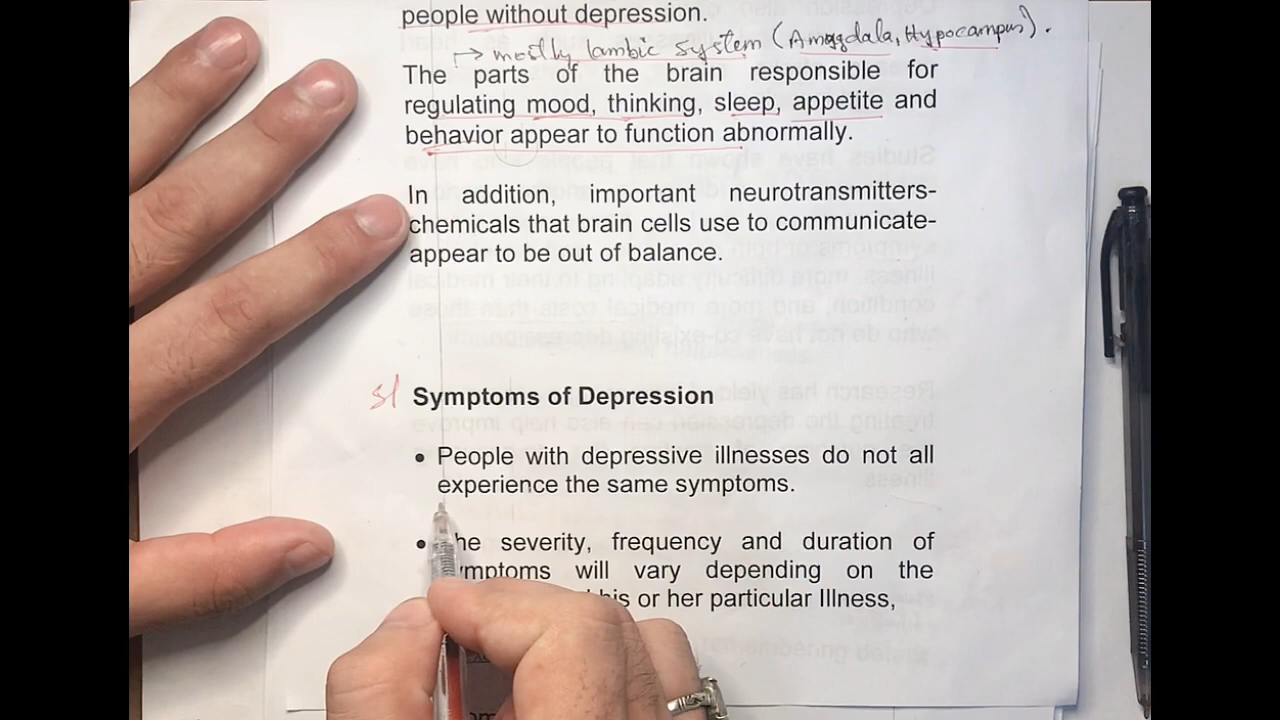 people without depression.
→ mostly lambic system (Amagdala, Hypocampus).
The parts of the brain responsible for
regulating mood, thinking, sleep, appetite and
behavior appear to function abnormally.
In addition, important neurotransmitters-
chemicals that brain cells use to communicate-
appear to be out of balance.
Symptoms of Depression
• People with depressive illnesses do not all
experience the same symptoms.
• he severity, frequency and duration of
mptoms will vary depending on the
his or her particular Illness,